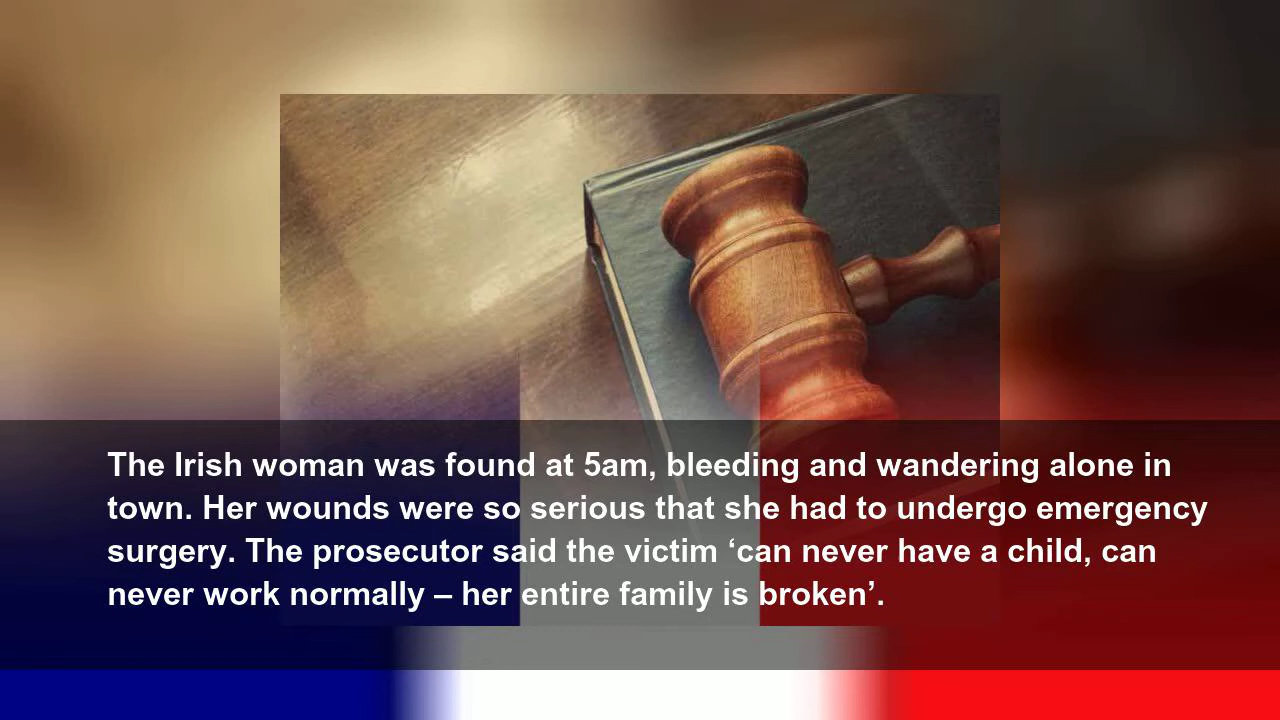 The Irish woman was found at 5am, bleeding and wandering alone in
town. Her wounds were so serious that she had to undergo emergency
surgery. The prosecutor said the victim ‘can never have a child, can
never work normally – her entire family is broken’.